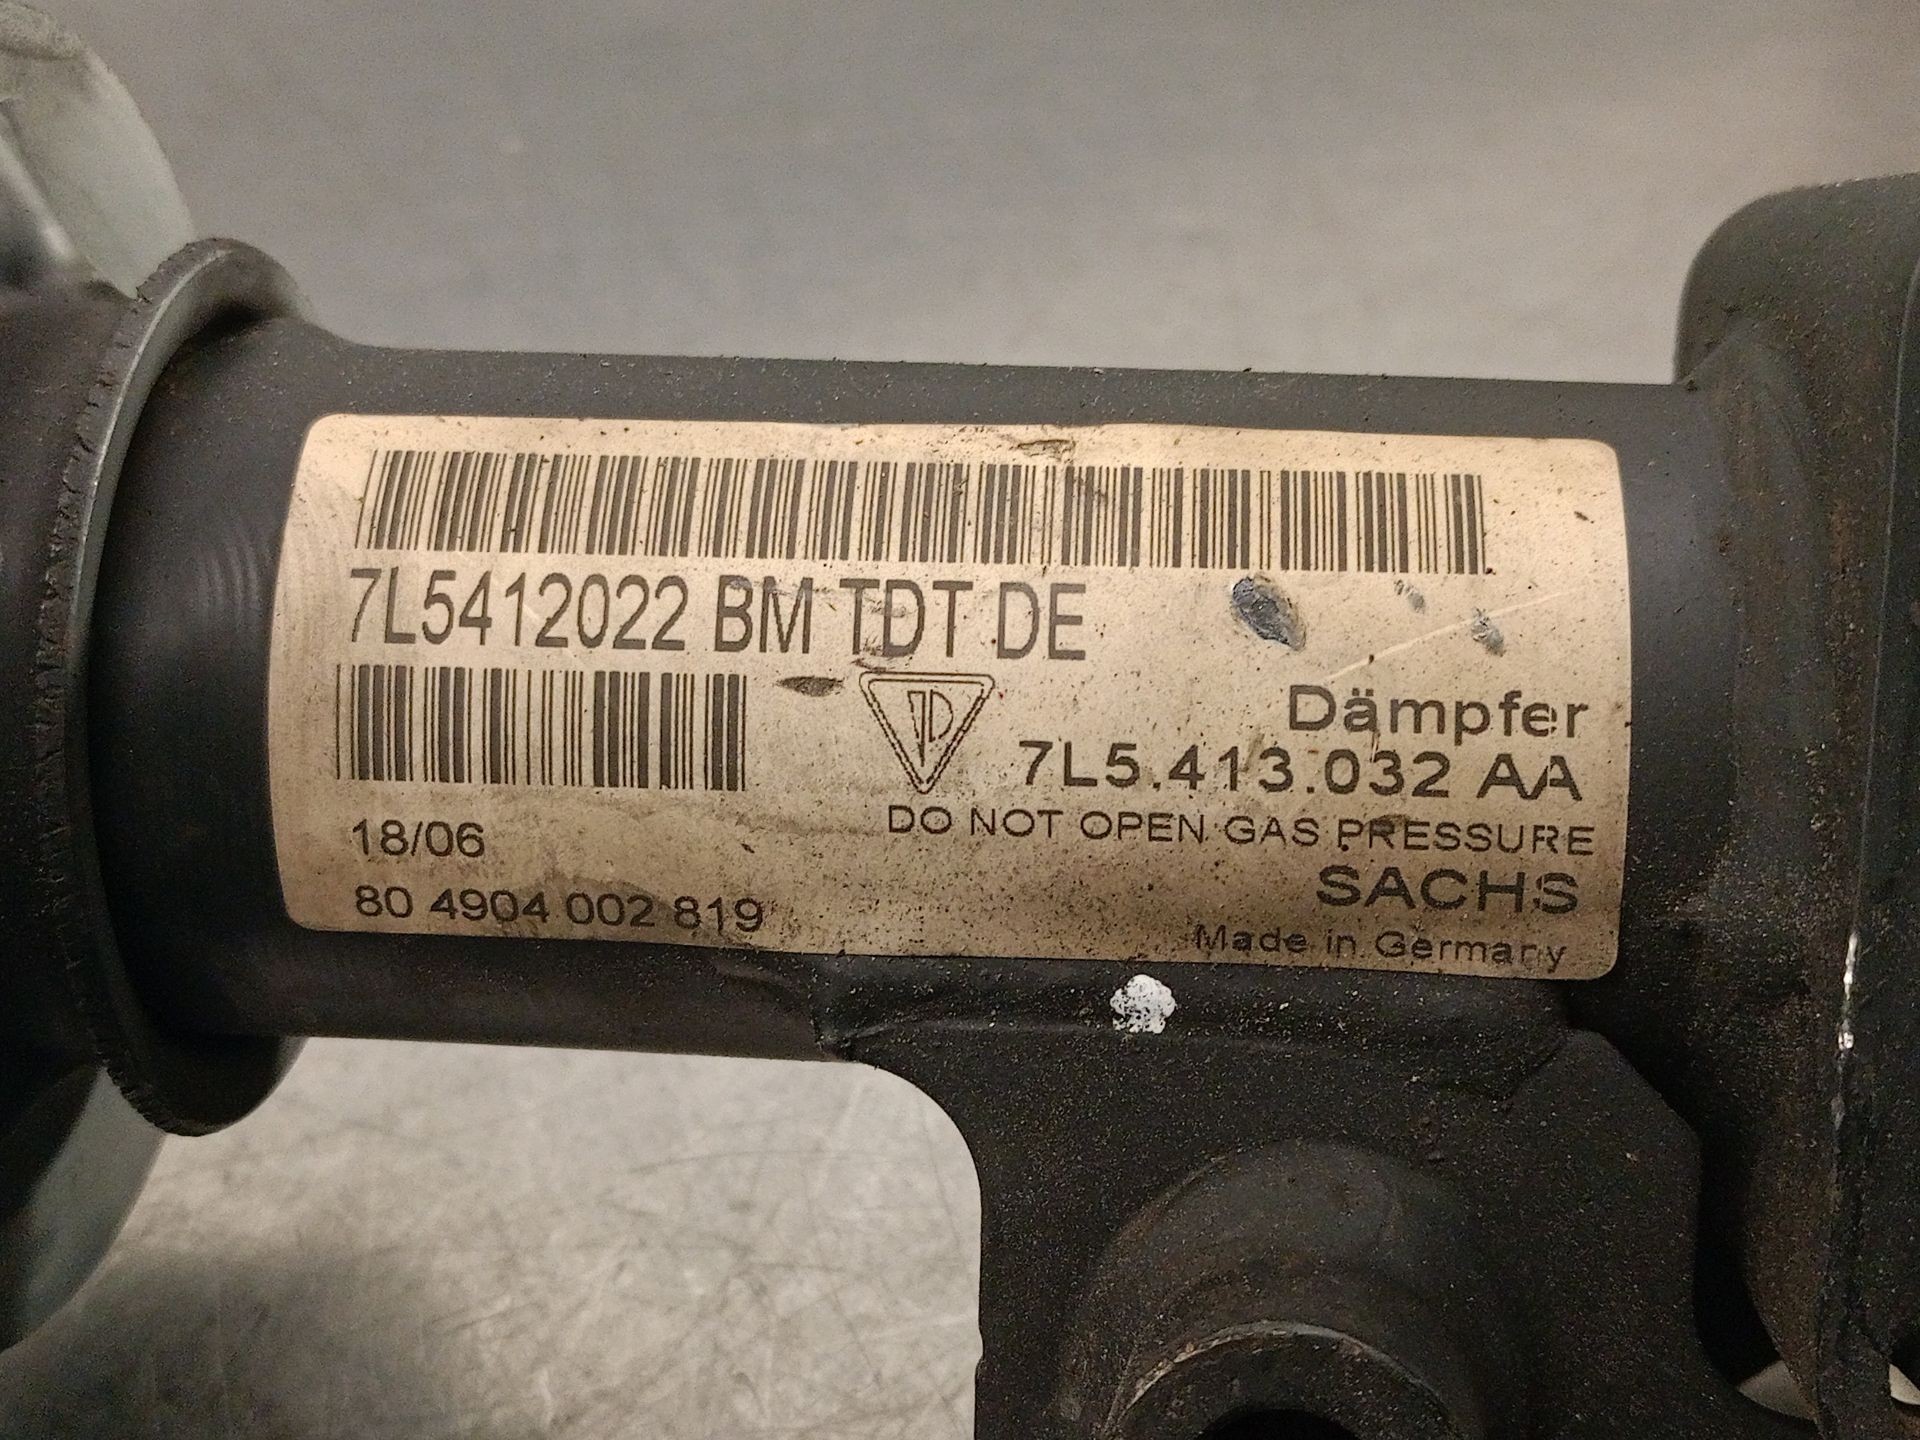 7L5412022 BM TDT DE
Dämpfer
7L5.413.032 AA
DO NOT OPEN GAS PRESSURE
18/06
SACHS
80 4904 002 819
Made in Germany